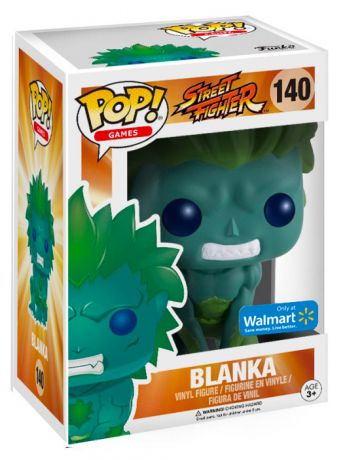 Funko
POP!
GAMES
STREET
FIGHTER
140
Only at
Walmart
Save money. Live better.
BLANKA
VINYL FIGURE / FIGURINE EN VINYLE /
FIGURA DE VINIL
AGE
3+
BLANKA
140
⚠WARNING: